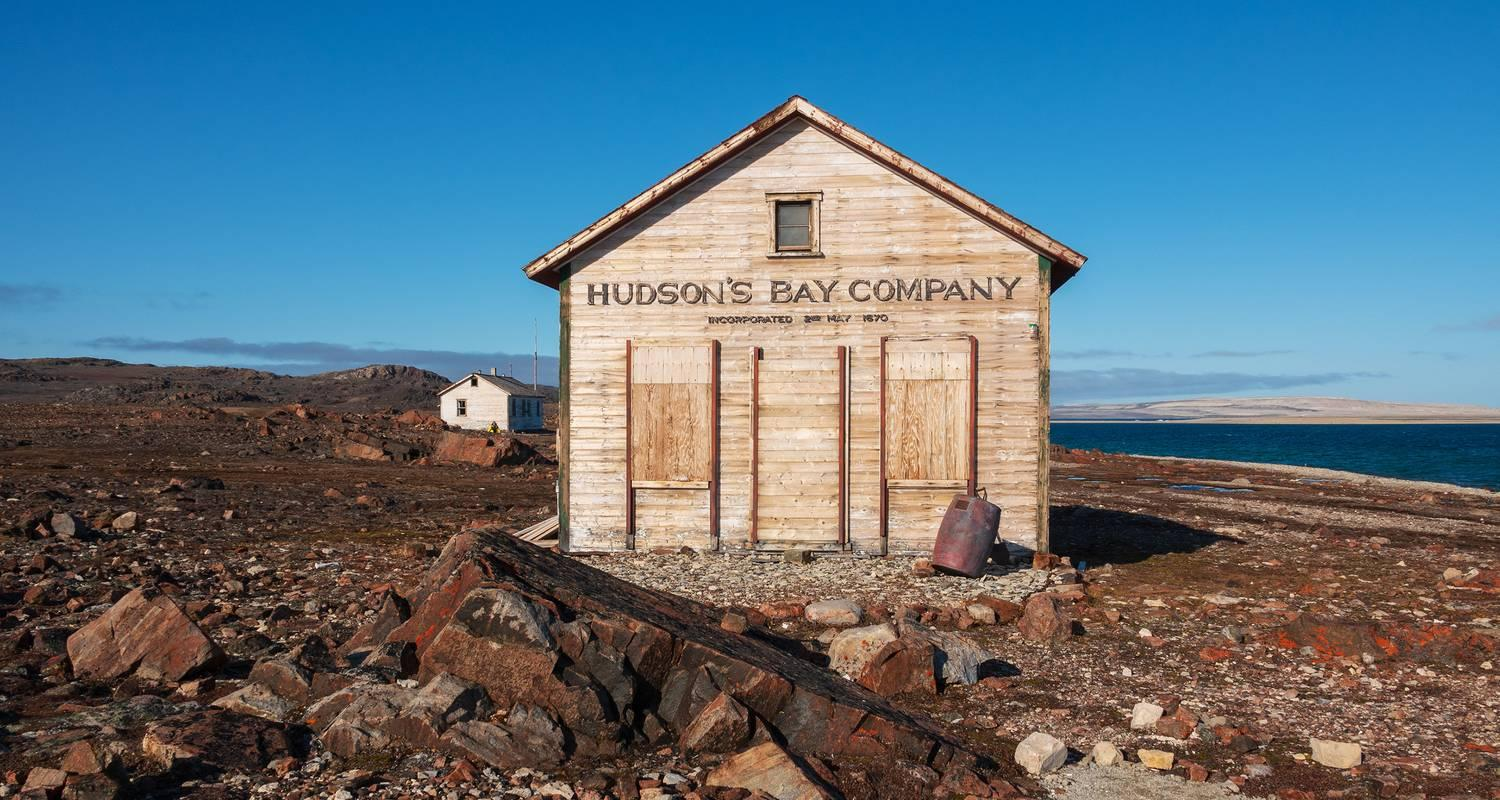 HUDSON'S BAY COMPANY
INCORPORATED 2ND MAY 1670